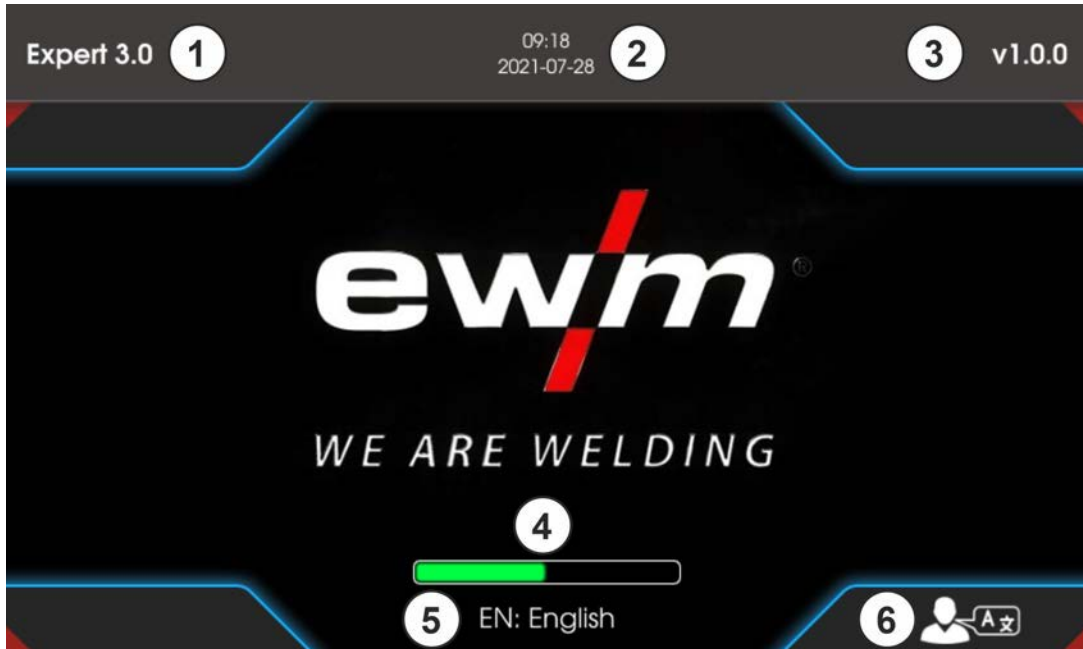 Expert 3.0 1
09:18
2021-07-28 2
3 v1.0.0
ewm ®
WE ARE WELDING
4
5 EN: English
6 A文